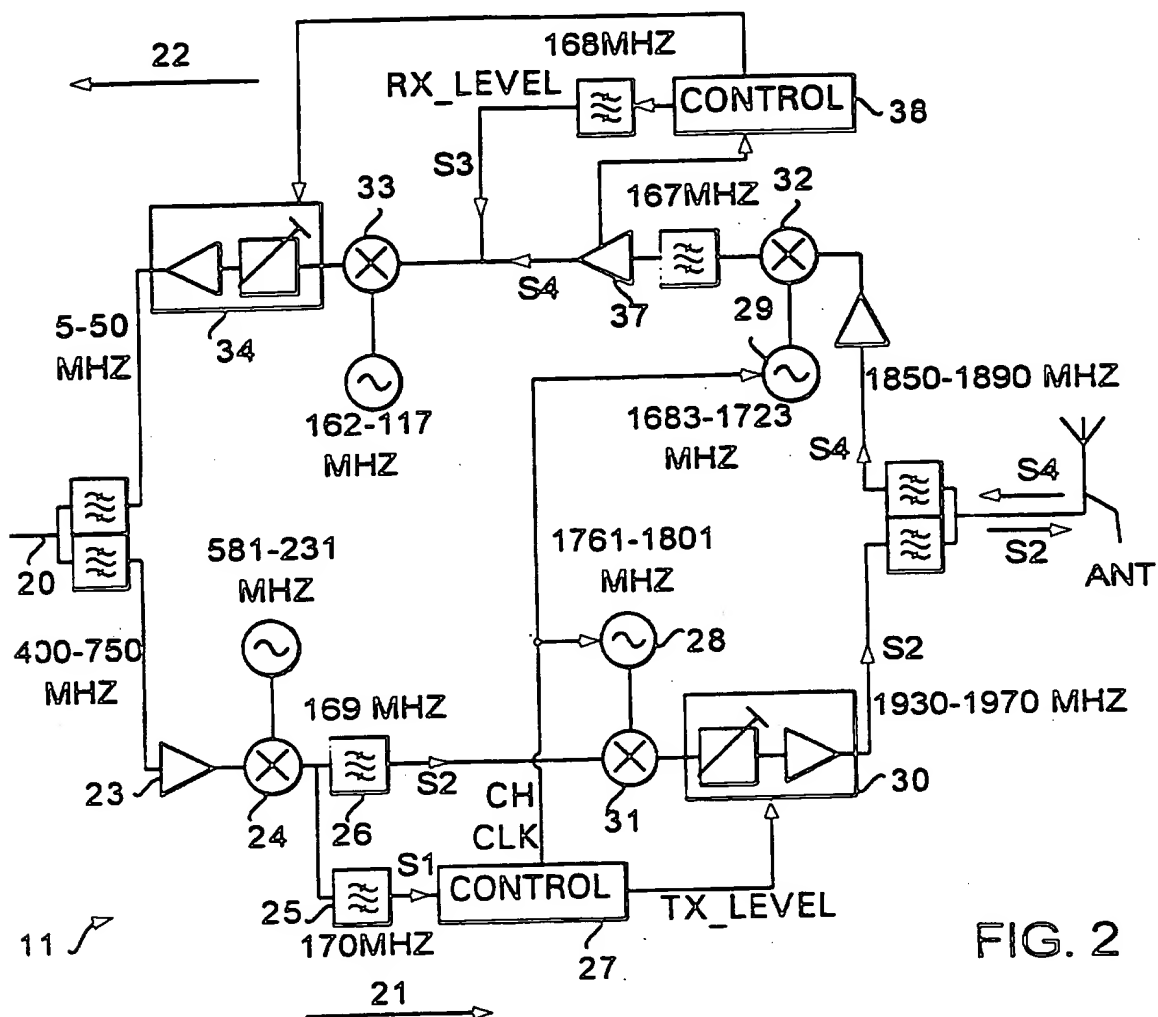 22
168MHZ
RX_LEVEL
CONTROL
38
S3
33
167MHZ
32
S4
37
29
34
5-50
MHZ
162-117
MHZ
1683-1723
MHZ
1850-1890 MHZ
S4
S4
S2
ANT
20
581-231
MHZ
1761-1801
MHZ
28
400-750
MHZ
S2
169 MHZ
1930-1970 MHZ
S2
23
24
26
31
30
CH
CLK
S1
CONTROL
TX_LEVEL
25
170MHZ
27
11
FIG. 2
21